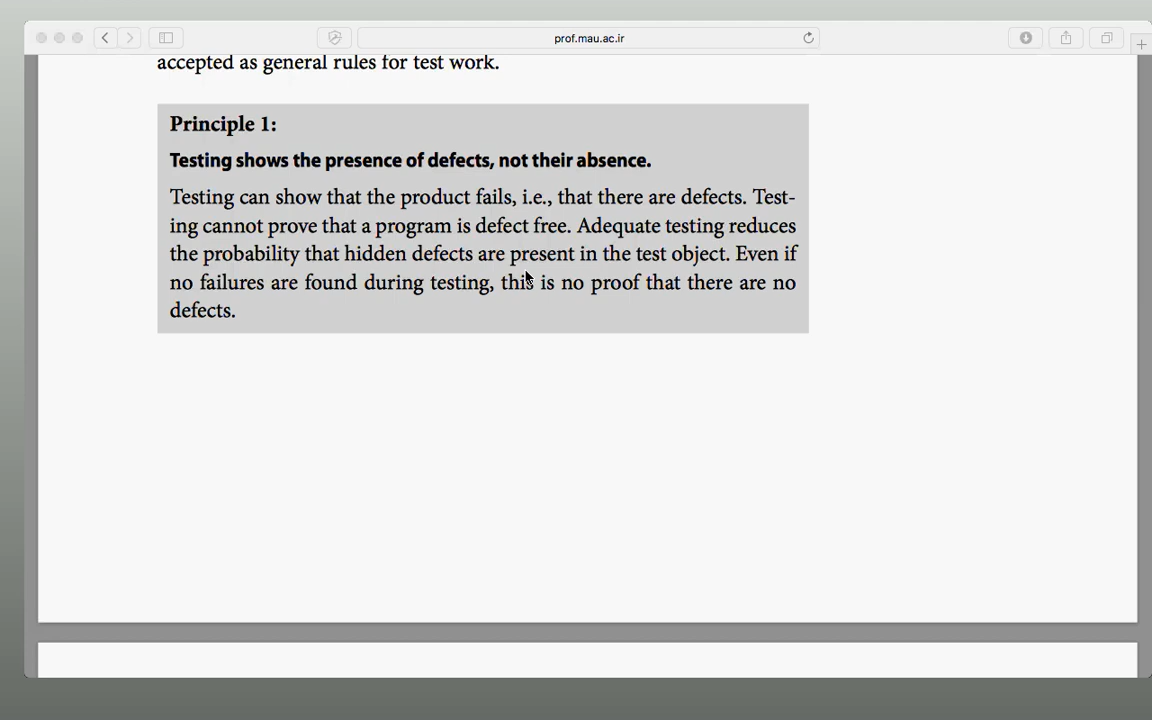 prof.mau.ac.ir
accepted as general rules for test work.
Principle 1:
Testing shows the presence of defects, not their absence.
Testing can show that the product fails, i.e., that there are defects. Test-
ing cannot prove that a program is defect free. Adequate testing reduces
the probability that hidden defects are present in the test object. Even if
no failures are found during testing, this is no proof that there are no
defects.